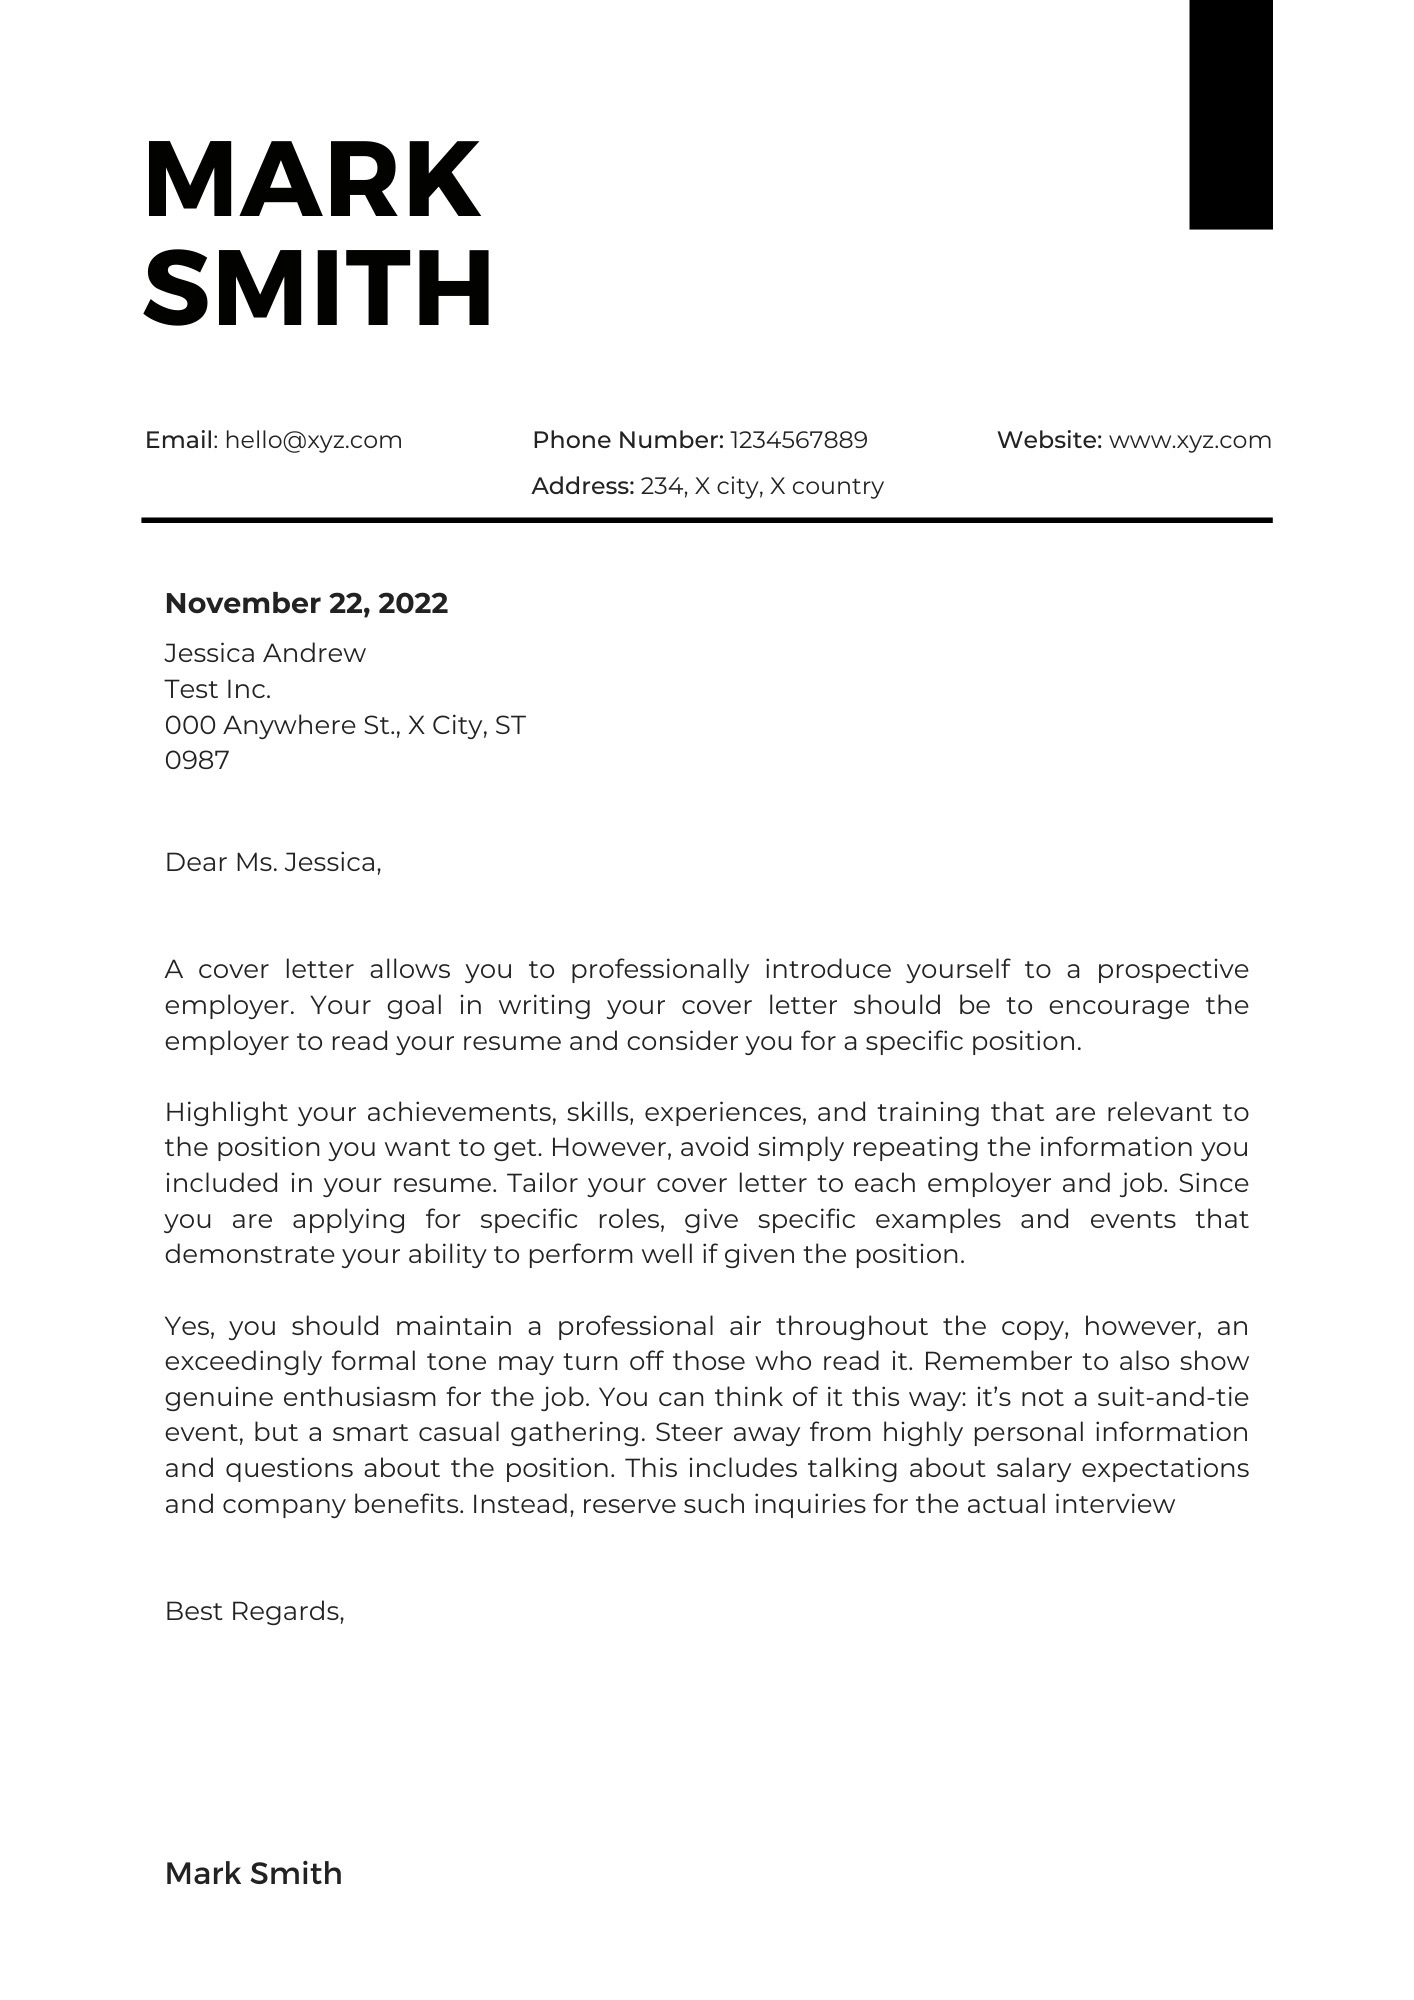 MARK
SMITH
Email: hello@xyz.com
Phone Number: 1234567889
Website: www.xyz.com
Address: 234, X city, X country
November 22, 2022
Jessica Andrew
Test Inc.
000 Anywhere St., X City, ST
0987
Dear Ms. Jessica,
A cover letter allows you to professionally introduce yourself to a prospective
employer. Your goal in writing your cover letter should be to encourage the
employer to read your resume and consider you for a specific position.
Highlight your achievements, skills, experiences, and training that are relevant to
the position you want to get. However, avoid simply repeating the information you
included in your resume. Tailor your cover letter to each employer and job. Since
you are applying for specific roles, give specific examples and events that
demonstrate your ability to perform well if given the position.
Yes, you should maintain a professional air throughout the copy, however, an
exceedingly formal tone may turn off those who read it. Remember to also show
genuine enthusiasm for the job. You can think of it this way: it’s not a suit-and-tie
event, but a smart casual gathering. Steer away from highly personal information
and questions about the position. This includes talking about salary expectations
and company benefits. Instead, reserve such inquiries for the actual interview
Best Regards,
Mark Smith